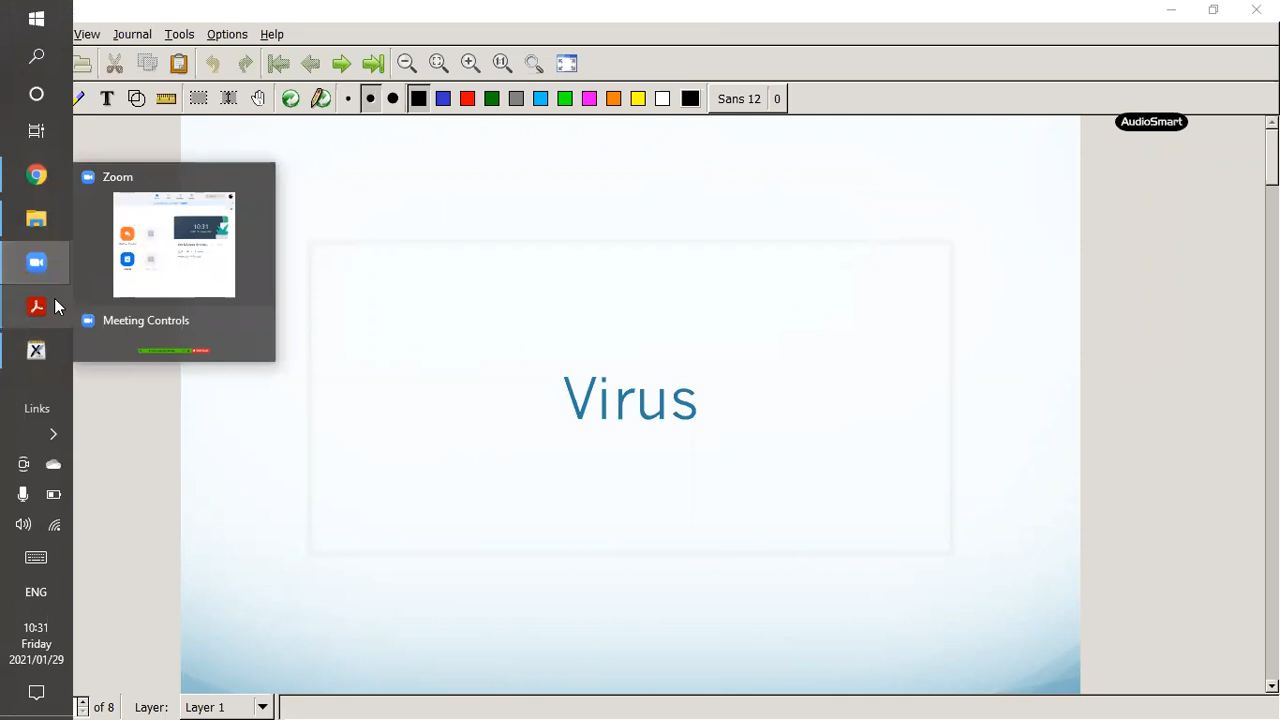 View Journal Tools Options Help
T Sans 12 0
AudioSmart
Zoom
10:31
Meeting Controls
Virus
Links
ENG
10:31
Friday
2021/01/29
of 8 Layer: Layer 1